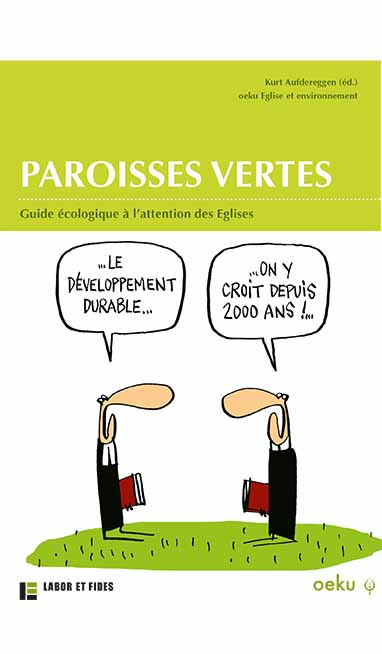 Kurt Aufdereggen (éd.)
oeku Eglise et environnement
PAROISSES VERTES
Guide écologique à l'attention des Eglises
...LE
DÉVELOPPEMENT
DURABLE...
...ON Y
CROIT DEPUIS
2000 ANS !...
LABOR ET FIDES
oeku